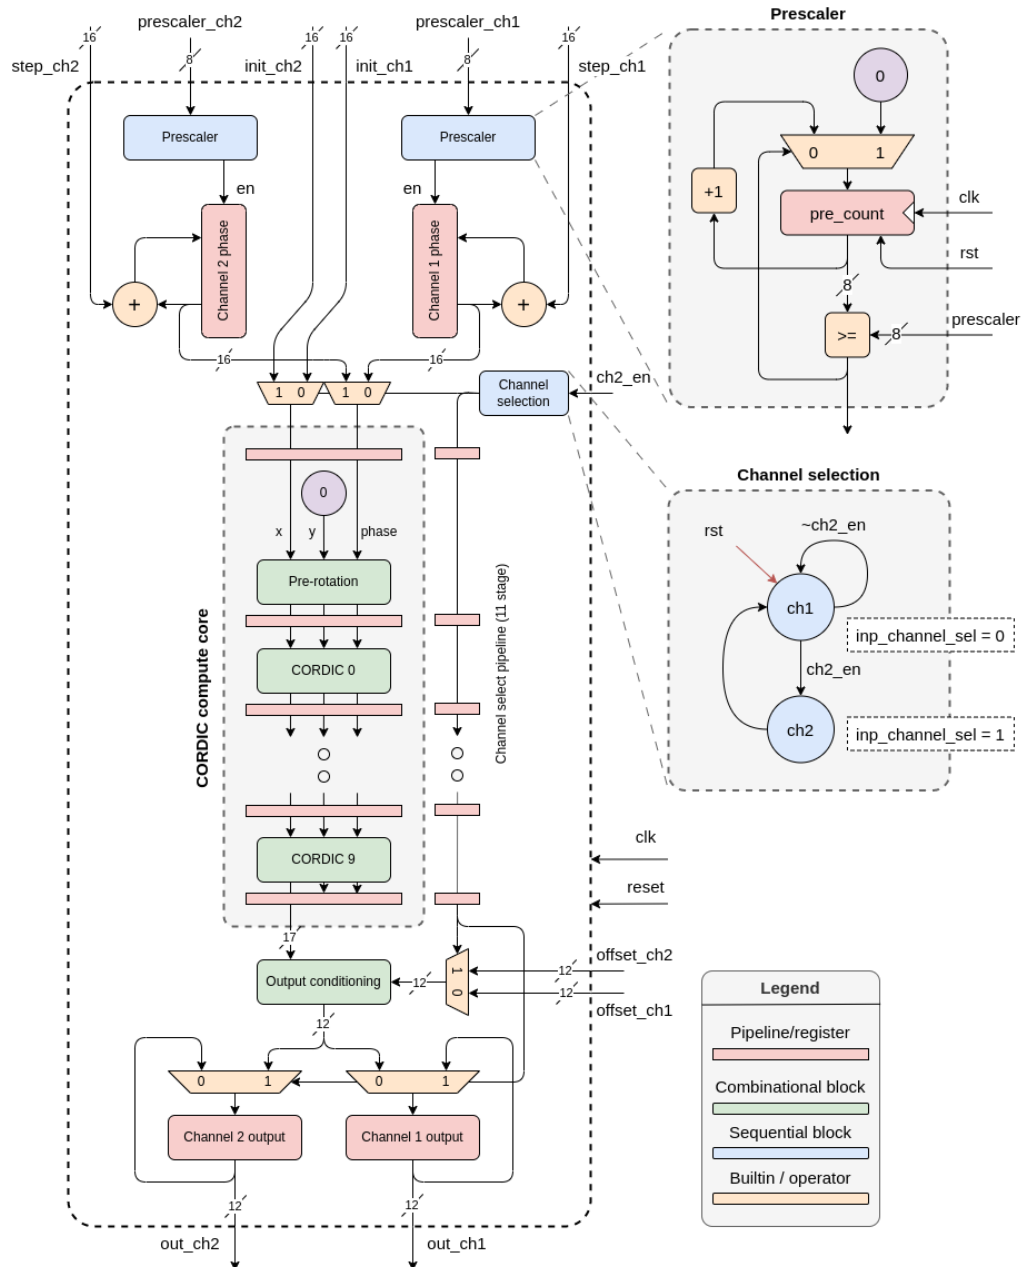 prescaler_ch2
prescaler_ch1
16
16
16
16
8
8
step_ch2
init_ch2
init_ch1
step_ch1
Prescaler
Prescaler
en
en
Channel 2 phase
Channel 1 phase
+
+
16
16
1 0
1 0
Channel
selection
ch2_en
CORDIC compute core
0
x
y
phase
Pre-rotation
CORDIC 0
CORDIC 9
Channel select pipeline (11 stage)
17
Output conditioning
12
1
0
12
12
offset_ch2
offset_ch1
12
0 1
0 1
Channel 2 output
Channel 1 output
12
12
out_ch2
out_ch1
clk
reset
Prescaler
0
0 1
+1
pre_count
clk
rst
8
>=
8
prescaler
Channel selection
rst
~ch2_en
ch1
inp_channel_sel = 0
ch2_en
ch2
inp_channel_sel = 1
Legend
Pipeline/register
Combinational block
Sequential block
Builtin / operator